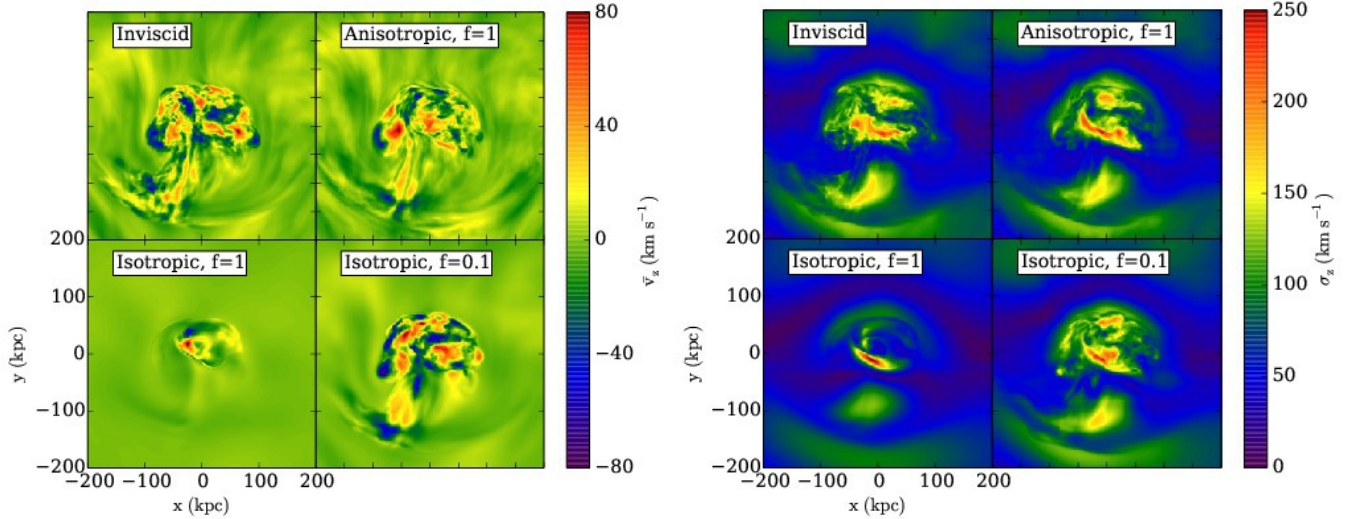 Inviscid
Anisotropic, f=1
Isotropic, f=1
Isotropic, f=0.1
200
100
0
−100
−200
y (kpc)
−200
−100
0
100
200
x (kpc)
80
40
0
−40
−80
v̄z (km s−1)
Inviscid
Anisotropic, f=1
Isotropic, f=1
Isotropic, f=0.1
200
100
0
−100
−200
y (kpc)
−200
−100
0
100
200
x (kpc)
250
200
150
100
50
0
σz (km s−1)